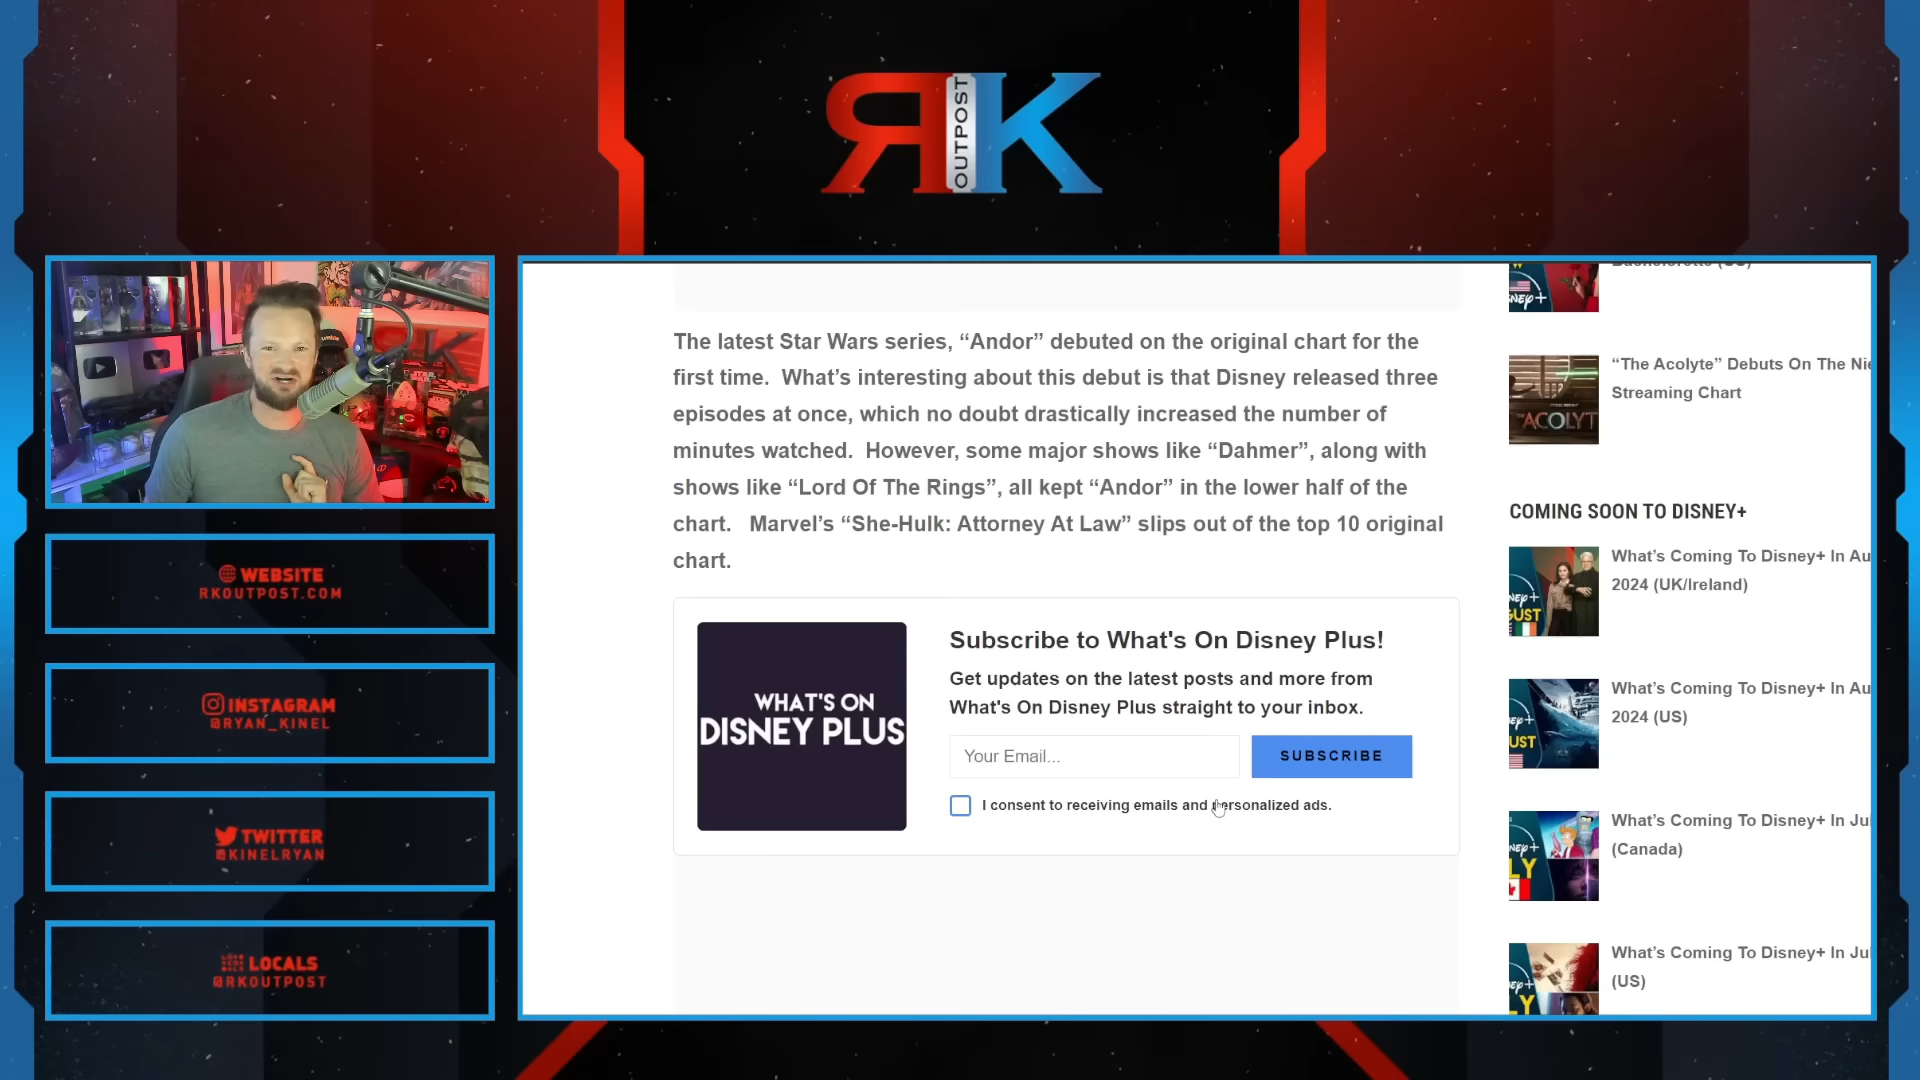 RK
OUTPOST
WEBSITE
RKOUTPOST.COM
INSTAGRAM
@RYAN_KINEL
TWITTER
@KINELRYAN
LOCALS
@RKOUTPOST
The latest Star Wars series, “Andor” debuted on the original chart for the
first time.  What’s interesting about this debut is that Disney released three
episodes at once, which no doubt drastically increased the number of
minutes watched.  However, some major shows like “Dahmer”, along with
shows like “Lord Of The Rings”, all kept “Andor” in the lower half of the
chart.   Marvel’s “She-Hulk: Attorney At Law” slips out of the top 10 original
chart.
WHAT'S ON
DISNEY PLUS
Subscribe to What's On Disney Plus!
Get updates on the latest posts and more from
What's On Disney Plus straight to your inbox.
Your Email...
SUBSCRIBE
I consent to receiving emails and personalized ads.
“The Acolyte” Debuts On The Nie
Streaming Chart
ACOLYT
COMING SOON TO DISNEY+
What’s Coming To Disney+ In Au
2024 (UK/Ireland)
What’s Coming To Disney+ In Au
2024 (US)
What’s Coming To Disney+ In Jul
(Canada)
What’s Coming To Disney+ In Jul
(US)